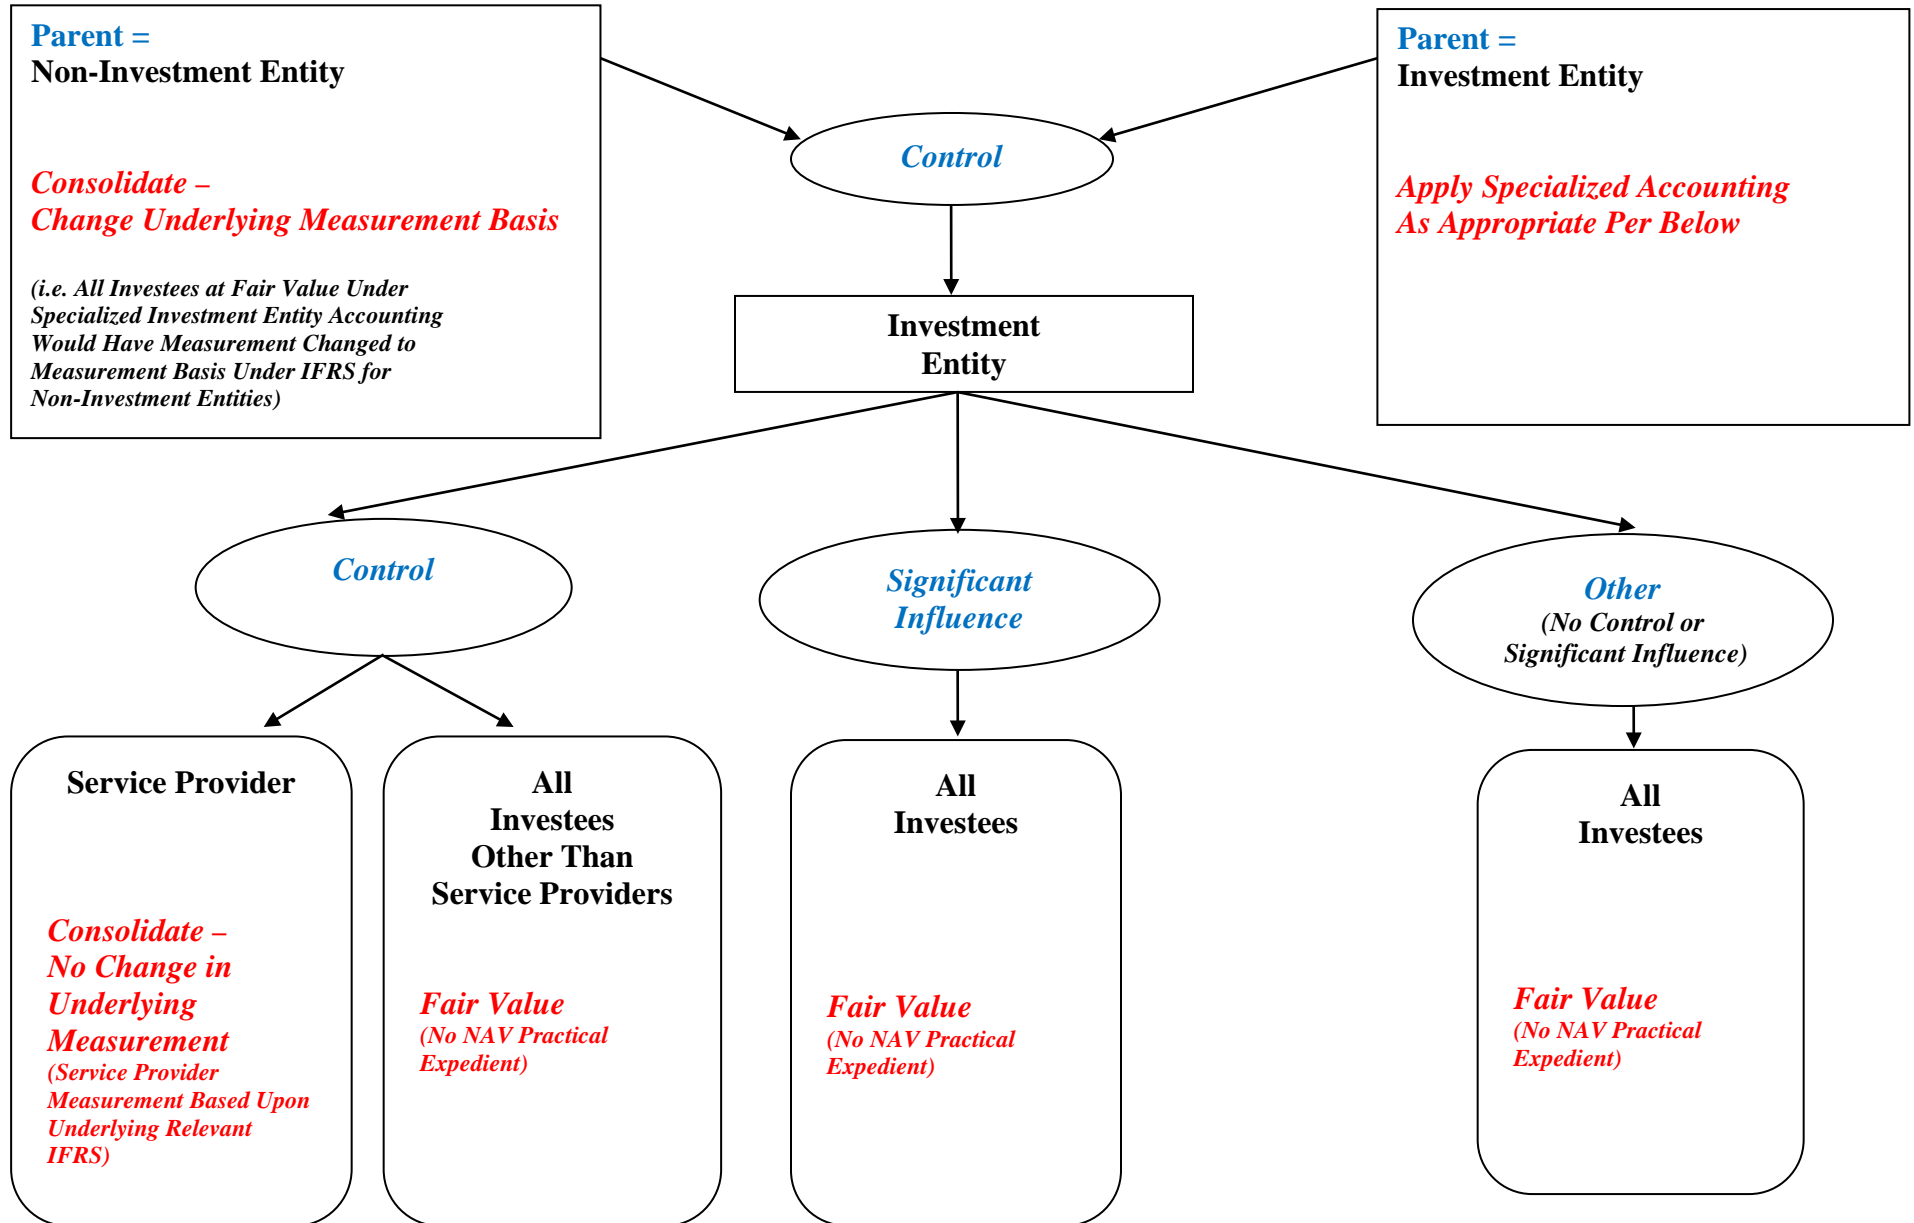 Parent =
Non-Investment Entity
Consolidate –
Change Underlying Measurement Basis
(i.e. All Investees at Fair Value Under
Specialized Investment Entity Accounting
Would Have Measurement Changed to
Measurement Basis Under IFRS for
Non-Investment Entities)
Control
Parent =
Investment Entity
Apply Specialized Accounting
As Appropriate Per Below
Investment
Entity
Control
Significant
Influence
Other
(No Control or
Significant Influence)
Service Provider
Consolidate –
No Change in
Underlying
Measurement
(Service Provider
Measurement Based Upon
Underlying Relevant
IFRS)
All
Investees
Other Than
Service Providers
Fair Value
(No NAV Practical
Expedient)
All
Investees
Fair Value
(No NAV Practical
Expedient)
All
Investees
Fair Value
(No NAV Practical
Expedient)